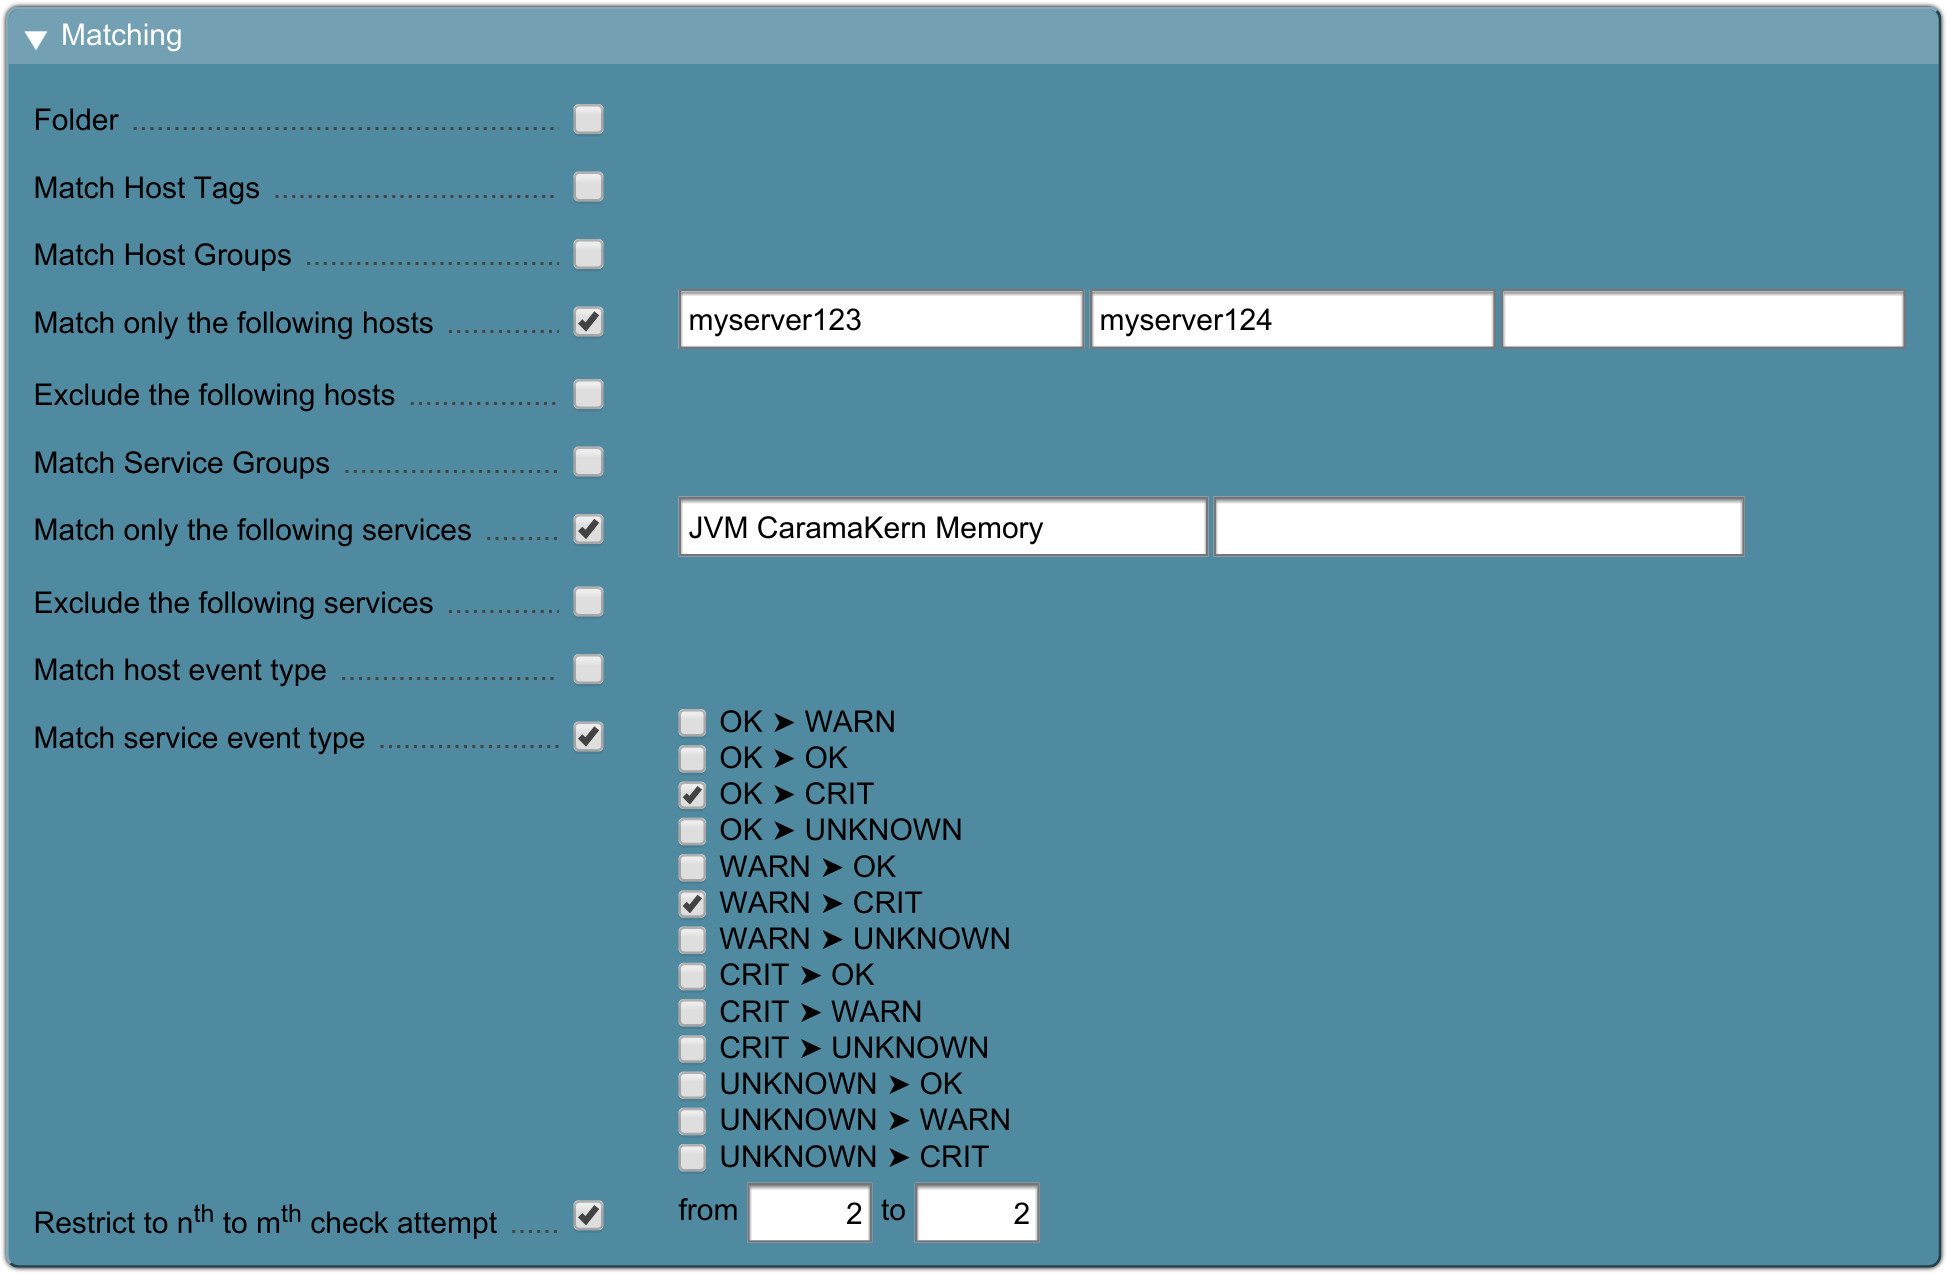 Matching
Folder
Match Host Tags
Match Host Groups
Match only the following hosts myserver123 myserver124
Exclude the following hosts
Match Service Groups
Match only the following services JVM CaramaKern Memory
Exclude the following services
Match host event type
Match service event type
OK ➤ WARN
OK ➤ OK
OK ➤ CRIT
OK ➤ UNKNOWN
WARN ➤ OK
WARN ➤ CRIT
WARN ➤ UNKNOWN
CRIT ➤ OK
CRIT ➤ WARN
CRIT ➤ UNKNOWN
UNKNOWN ➤ OK
UNKNOWN ➤ WARN
UNKNOWN ➤ CRIT
Restrict to nth to mth check attempt from 2 to 2